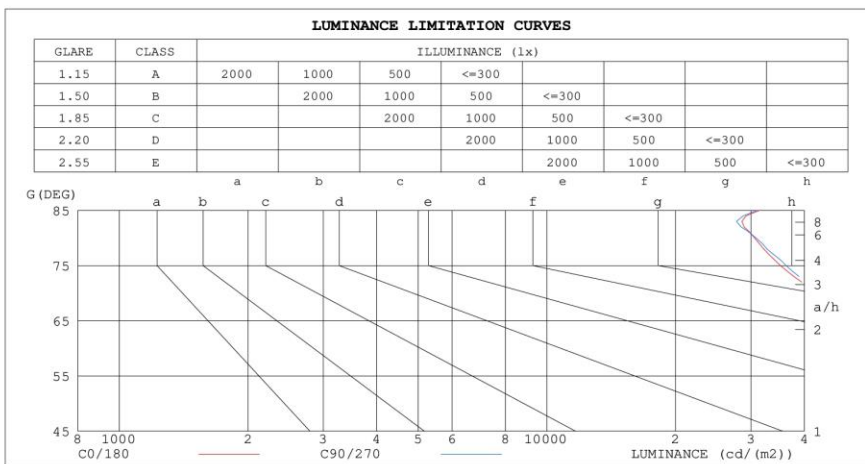 LUMINANCE LIMITATION CURVES
GLARE CLASS ILLUMINANCE (lx)
1.15 A 2000 1000 500 <=300
1.50 B 2000 1000 500 <=300
1.85 C 2000 1000 500 <=300
2.20 D 2000 1000 500 <=300
2.55 E 2000 1000 500 <=300
a b c d e f g h
G(DEG)
a b c d e f g h
85
8
6
75
4
3
a/h
65
2
55
45
1
8 1000 2 3 4 5 6 8 10000 2 3 4
C0/180 C90/270 LUMINANCE (cd/(m2))